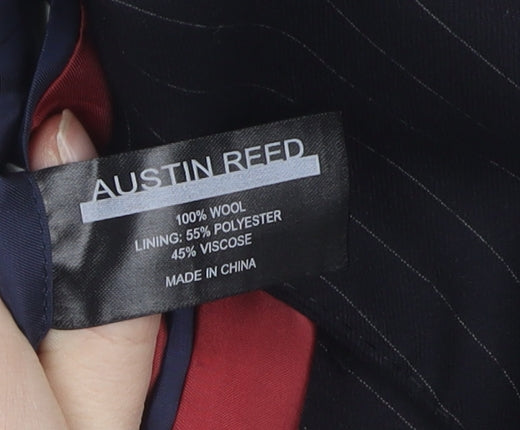 AUSTIN REED
100% WOOL
LINING: 55% POLYESTER
45% VISCOSE
MADE IN CHINA